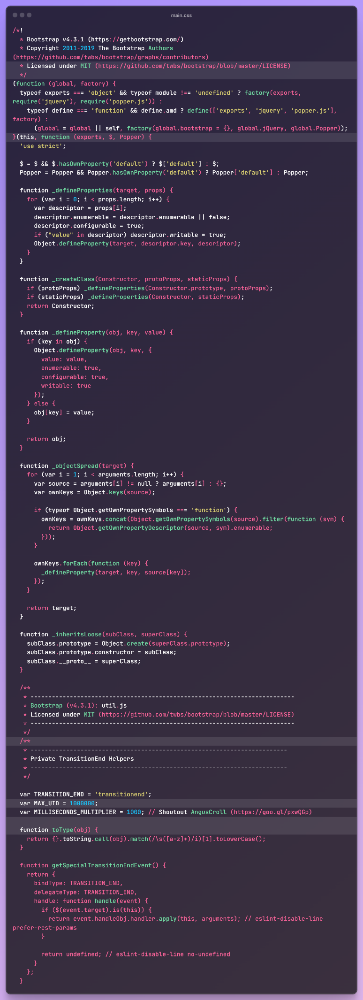 main.css
/*!
  * Bootstrap v4.3.1 (https://getbootstrap.com/)
  * Copyright 2011-2019 The Bootstrap Authors
(https://github.com/twbs/bootstrap/graphs/contributors)
  * Licensed under MIT (https://github.com/twbs/bootstrap/blob/master/LICENSE)
  */
(function (global, factory) {
  typeof exports === 'object' && typeof module !== 'undefined' ? factory(exports,
require('jquery'), require('popper.js')) :
    typeof define === 'function' && define.amd ? define(['exports', 'jquery', 'popper.js'],
factory) :
      (global = global || self, factory(global.bootstrap = {}, global.jQuery, global.Popper));
}(this, function (exports, $, Popper) {
  'use strict';

  $ = $ && $.hasOwnProperty('default') ? $['default'] : $;
  Popper = Popper && Popper.hasOwnProperty('default') ? Popper['default'] : Popper;

  function _defineProperties(target, props) {
    for (var i = 0; i < props.length; i++) {
      var descriptor = props[i];
      descriptor.enumerable = descriptor.enumerable || false;
      descriptor.configurable = true;
      if ("value" in descriptor) descriptor.writable = true;
      Object.defineProperty(target, descriptor.key, descriptor);
    }
  }

  function _createClass(Constructor, protoProps, staticProps) {
    if (protoProps) _defineProperties(Constructor.prototype, protoProps);
    if (staticProps) _defineProperties(Constructor, staticProps);
    return Constructor;
  }

  function _defineProperty(obj, key, value) {
    if (key in obj) {
      Object.defineProperty(obj, key, {
        value: value,
        enumerable: true,
        configurable: true,
        writable: true
      });
    } else {
      obj[key] = value;
    }

    return obj;
  }

  function _objectSpread(target) {
    for (var i = 1; i < arguments.length; i++) {
      var source = arguments[i] != null ? arguments[i] : {};
      var ownKeys = Object.keys(source);

      if (typeof Object.getOwnPropertySymbols === 'function') {
        ownKeys = ownKeys.concat(Object.getOwnPropertySymbols(source).filter(function (sym) {
          return Object.getOwnPropertyDescriptor(source, sym).enumerable;
        }));
      }

      ownKeys.forEach(function (key) {
        _defineProperty(target, key, source[key]);
      });
    }

    return target;
  }

  function _inheritsLoose(subClass, superClass) {
    subClass.prototype = Object.create(superClass.prototype);
    subClass.prototype.constructor = subClass;
    subClass.__proto__ = superClass;
  }

  /**
   * --------------------------------------------------------------------------
   * Bootstrap (v4.3.1): util.js
   * Licensed under MIT (https://github.com/twbs/bootstrap/blob/master/LICENSE)
   * --------------------------------------------------------------------------
   */
  /**
   * ------------------------------------------------------------------------
   * Private TransitionEnd Helpers
   * ------------------------------------------------------------------------
   */

  var TRANSITION_END = 'transitionend';
  var MAX_UID = 1000000;
  var MILLISECONDS_MULTIPLIER = 1000; // Shoutout AngusCroll (https://goo.gl/pxwQGp)

  function toType(obj) {
    return {}.toString.call(obj).match(/\s([a-z]+)/i)[1].toLowerCase();
  }

  function getSpecialTransitionEndEvent() {
    return {
      bindType: TRANSITION_END,
      delegateType: TRANSITION_END,
      handle: function handle(event) {
        if ($(event.target).is(this)) {
          return event.handleObj.handler.apply(this, arguments); // eslint-disable-line
prefer-rest-params
        }

        return undefined; // eslint-disable-line no-undefined
      }
    };
  }